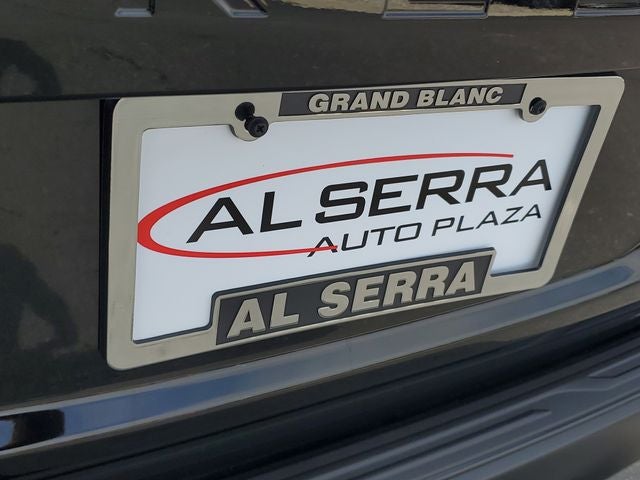 GRAND BLANC
AL SERRA
AUTO PLAZA
AL SERRA